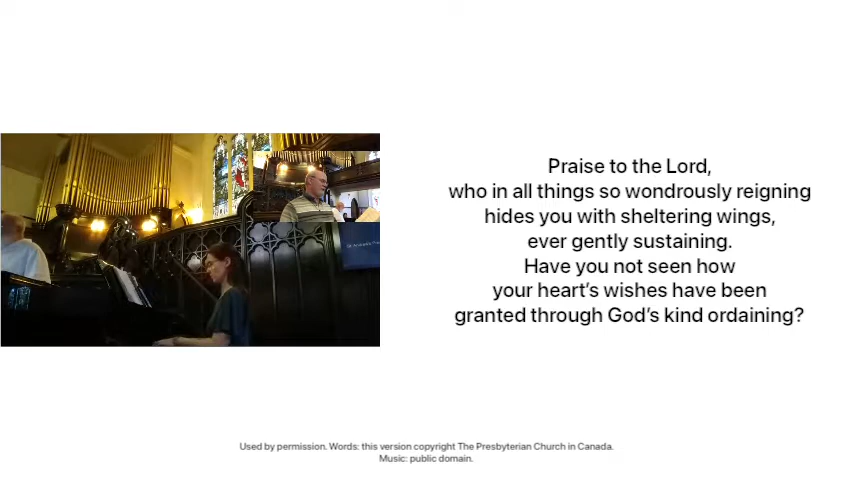 Praise to the Lord,
who in all things so wondrously reigning
hides you with sheltering wings,
ever gently sustaining.
Have you not seen how
your heart’s wishes have been
granted through God’s kind ordaining?
Used by permission. Words: this version copyright The Presbyterian Church in Canada.
Music: public domain.